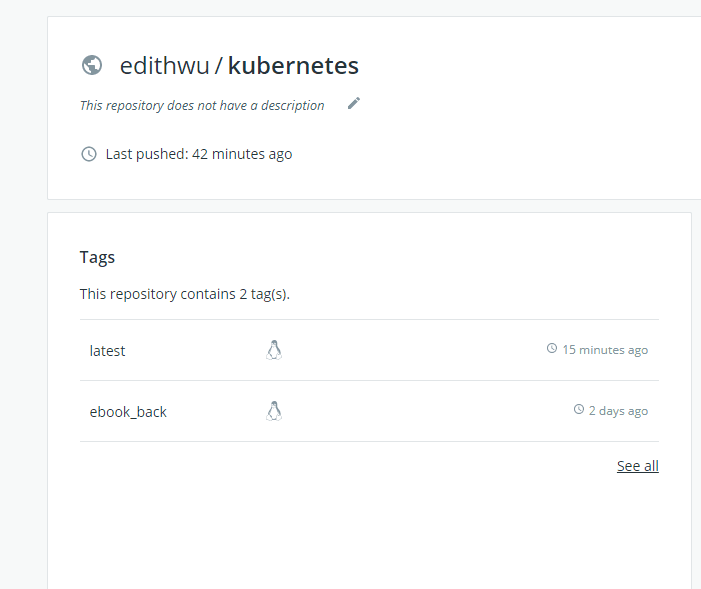 edithwu / kubernetes
This repository does not have a description
Last pushed: 42 minutes ago
Tags
This repository contains 2 tag(s).
latest 15 minutes ago
ebook_back 2 days ago
See all